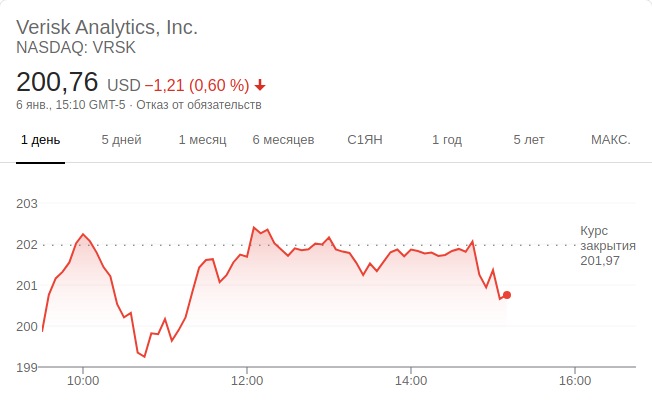 Verisk Analytics, Inc.
NASDAQ: VRSK
200,76 USD −1,21 (0,60 %)
6 янв., 15:10 GMT-5 · Отказ от обязательств
1 день 5 дней 1 месяц 6 месяцев С1ЯН 1 год 5 лет МАКС.
203
202
201
200
199
Курс
закрытия
201,97
10:00 12:00 14:00 16:00